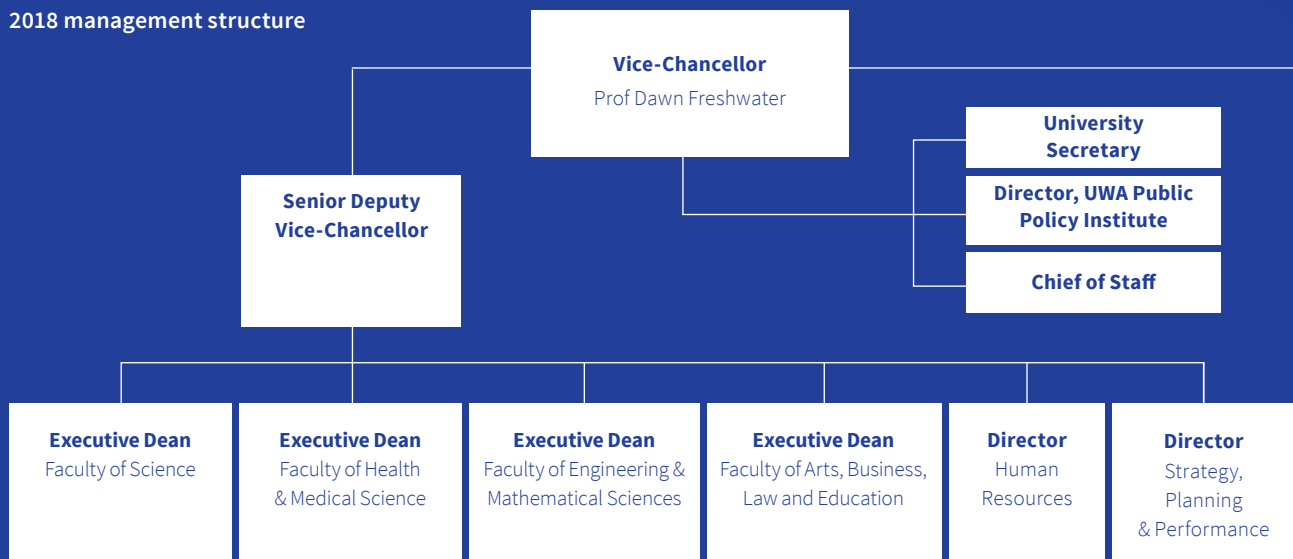 2018 management structure
Vice-Chancellor
Prof Dawn Freshwater
University
Secretary
Director, UWA Public
Policy Institute
Chief of Staff
Senior Deputy
Vice-Chancellor
Executive Dean
Faculty of Science
Executive Dean
Faculty of Health
& Medical Science
Executive Dean
Faculty of Engineering &
Mathematical Sciences
Executive Dean
Faculty of Arts, Business,
Law and Education
Director
Human
Resources
Director
Strategy,
Planning
& Performance